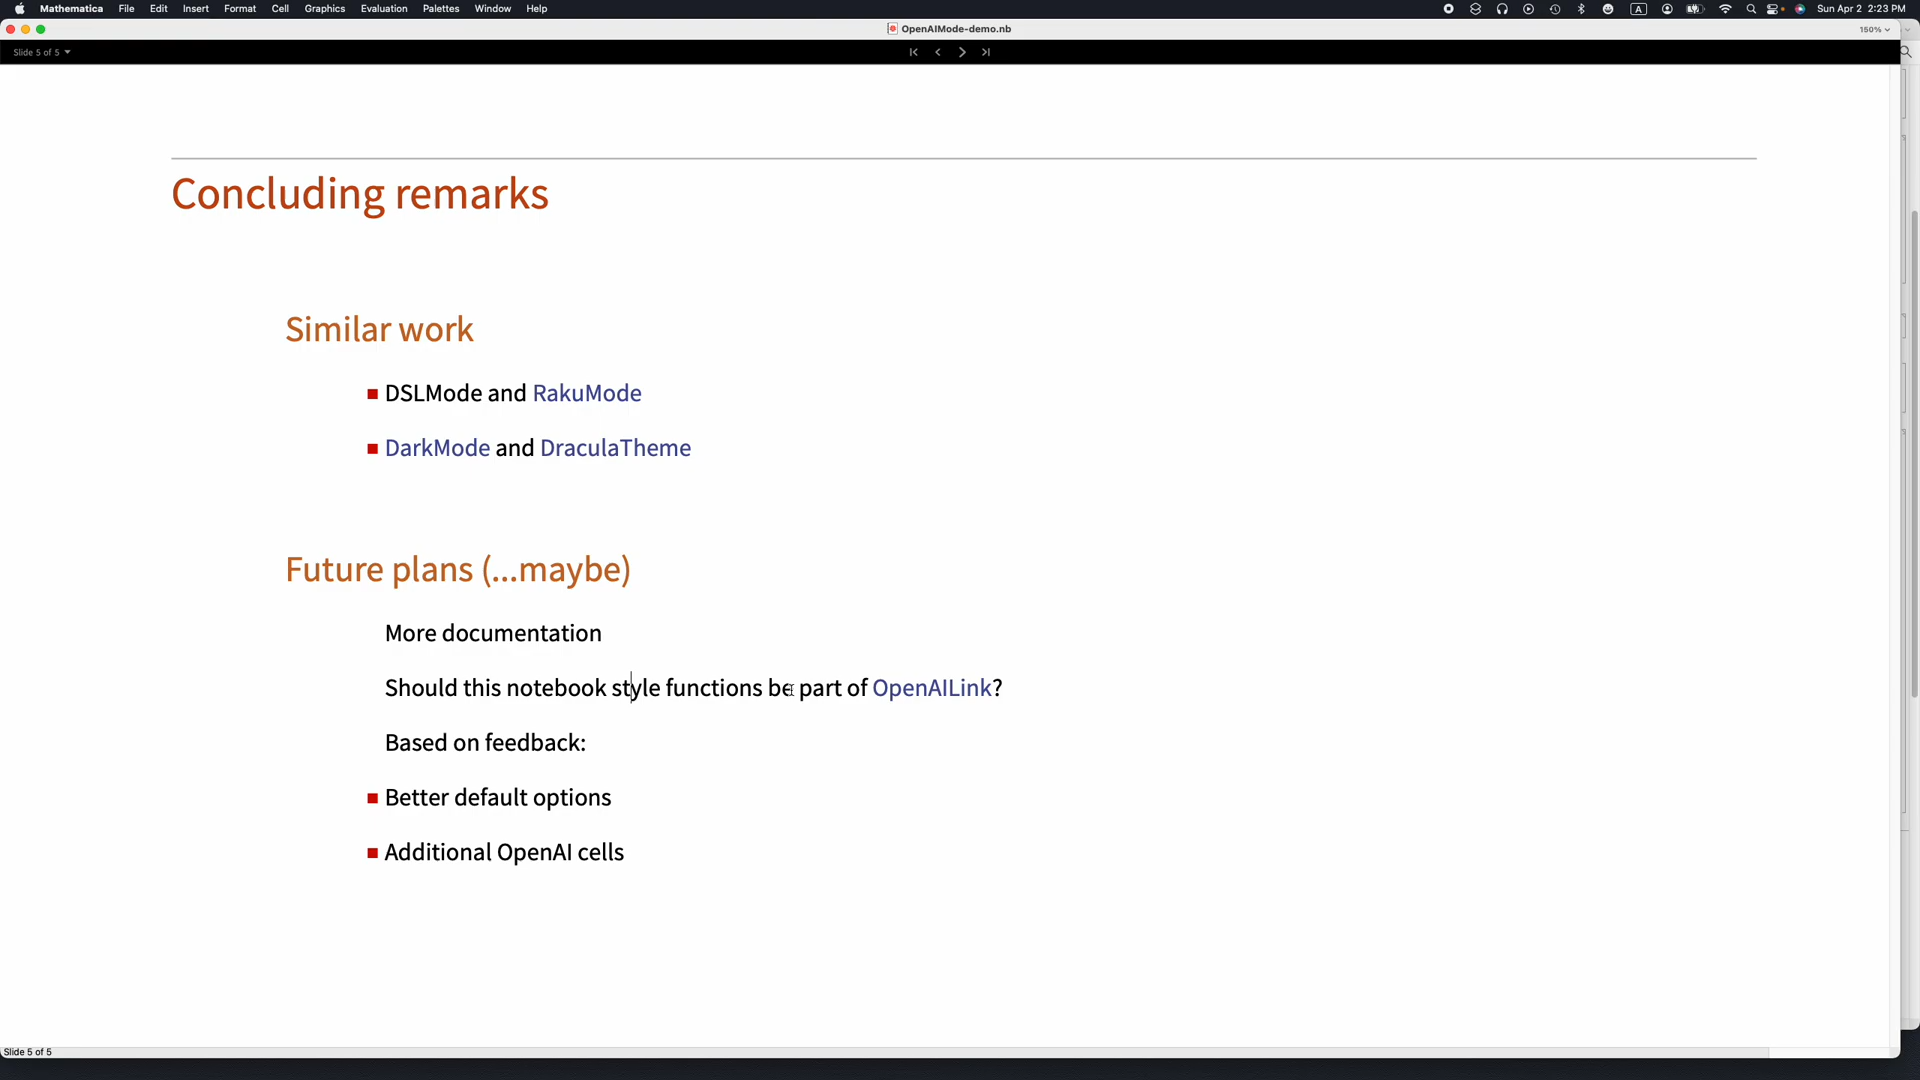 Mathematica File Edit Insert Format Cell Graphics Evaluation Palettes Window Help A Sun Apr 2 2:23 PM
OpenAIMode-demo.nb 150%
Slide 5 of 5
Concluding remarks
Similar work
DSLMode and RakuMode
DarkMode and DraculaTheme
Future plans (...maybe)
More documentation
Should this notebook style functions be part of OpenAILink?
Based on feedback:
Better default options
Additional OpenAI cells
Slide 5 of 5